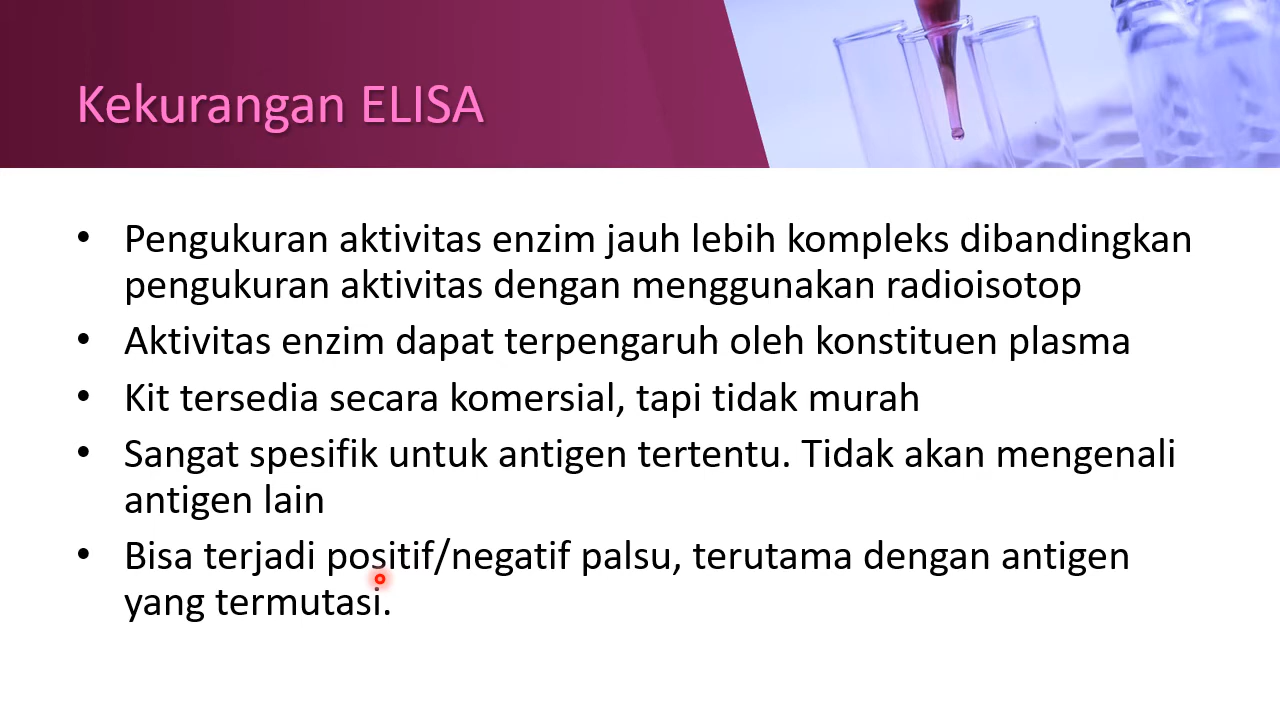 Kekurangan ELISA
• Pengukuran aktivitas enzim jauh lebih kompleks dibandingkan
pengukuran aktivitas dengan menggunakan radioisotop
• Aktivitas enzim dapat terpengaruh oleh konstituen plasma
• Kit tersedia secara komersial, tapi tidak murah
• Sangat spesifik untuk antigen tertentu. Tidak akan mengenali
antigen lain
• Bisa terjadi positif/negatif palsu, terutama dengan antigen
yang termutasi.